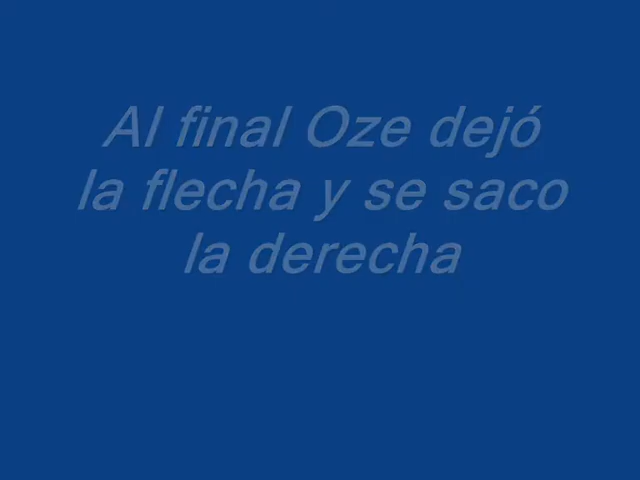 Al final Oze dejó
la flecha y se saco
la derecha